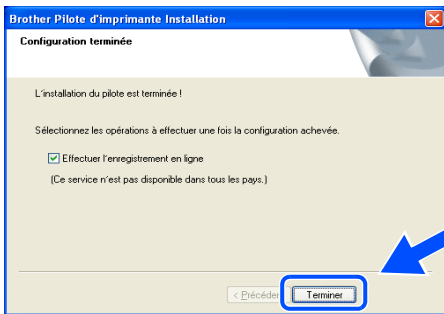 Brother Pilote d'imprimante Installation
Configuration terminée
L'installation du pilote est terminée !
Sélectionnez les opérations à effectuer une fois la configuration achevée.
Effectuer l'enregistrement en ligne
(Ce service n'est pas disponible dans tous les pays.)
< Précéder Terminer